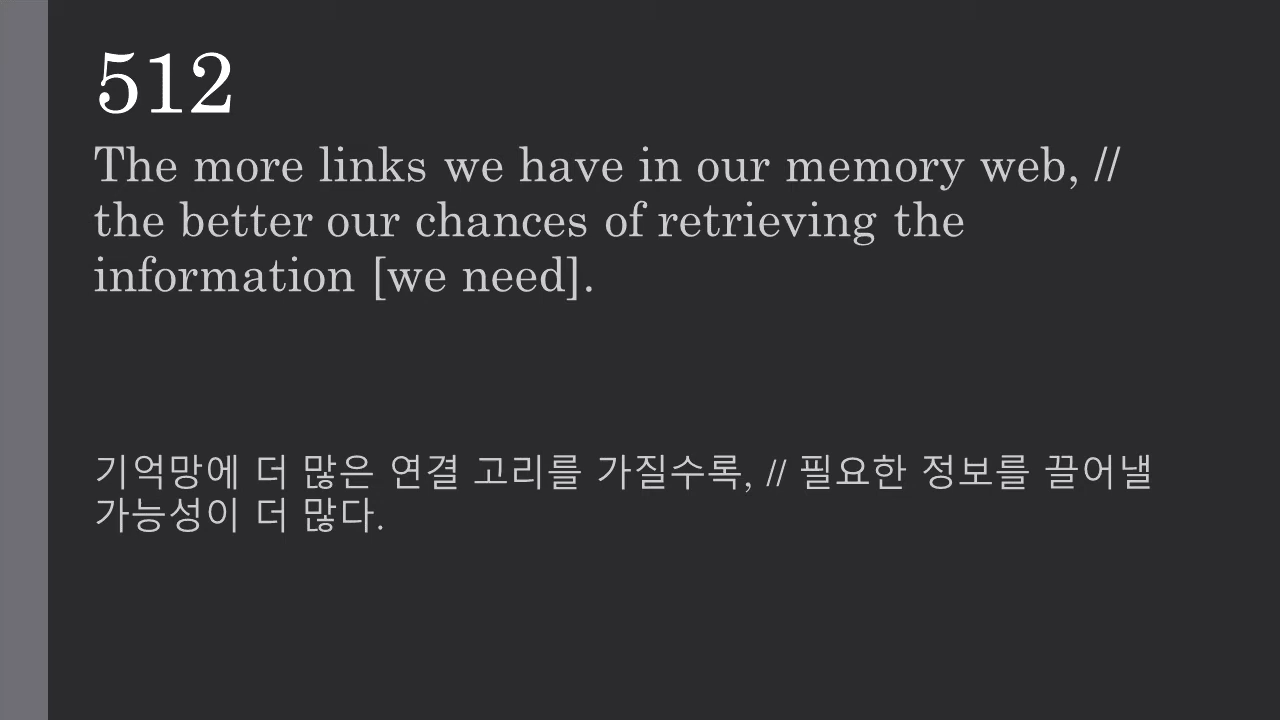 512
The more links we have in our memory web, //
the better our chances of retrieving the
information [we need].
기억망에 더 많은 연결 고리를 가질수록, // 필요한 정보를 끌어낼
가능성이 더 많다.